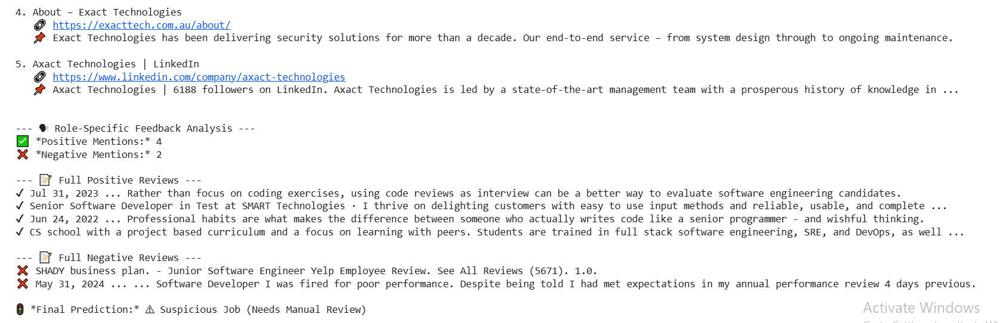 4. About – Exact Technologies
🔗 https://exacttech.com.au/about/
📌 Exact Technologies has been delivering security solutions for more than a decade. Our end-to-end service – from system design through to ongoing maintenance.
5. Axact Technologies | LinkedIn
🔗 https://www.linkedin.com/company/axact-technologies
📌 Axact Technologies | 6188 followers on LinkedIn. Axact Technologies is led by a state-of-the-art management team with a prosperous history of knowledge in ...
--- 🗣 Role-Specific Feedback Analysis ---
✅ *Positive Mentions:* 4
❌ *Negative Mentions:* 2
--- 📝 Full Positive Reviews ---
✔ Jul 31, 2023 ... Rather than focus on coding exercises, using code reviews as interview can be a better way to evaluate software engineering candidates.
✔ Senior Software Developer in Test at SMART Technologies · I thrive on delighting customers with easy to use input methods and reliable, usable, and complete ...
✔ Jun 24, 2022 ... Professional habits are what makes the difference between someone who actually writes code like a senior programmer - and wishful thinking.
✔ CS school with a project based curriculum and a focus on learning with peers. Students are trained in full stack software engineering, SRE, and DevOps, as well ...
--- 📝 Full Negative Reviews ---
❌ SHADY business plan. - Junior Software Engineer Yelp Employee Review. See All Reviews (5671). 1.0.
❌ May 31, 2024 ... ... Software Developer I was fired for poor performance. Despite being told I had met expectations in my annual performance review 4 days previous.
🚦 *Final Prediction:* ⚠ Suspicious Job (Needs Manual Review)
Activate Windows